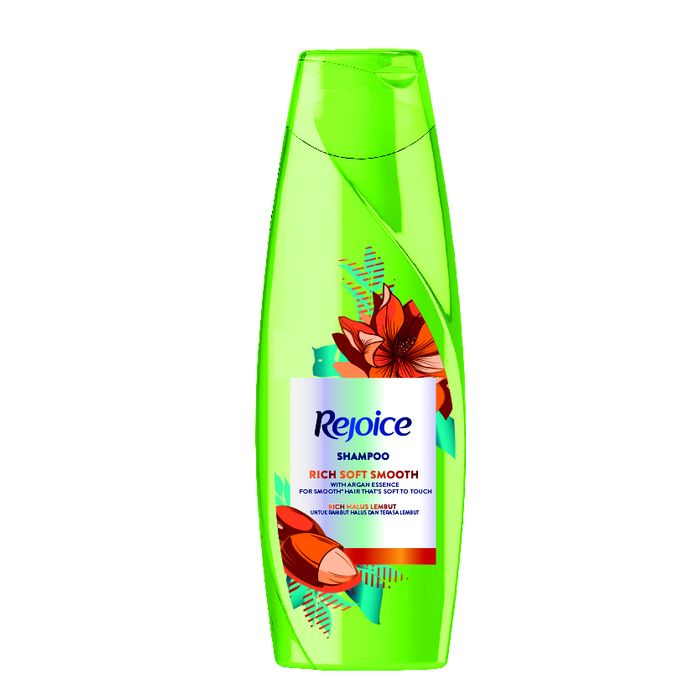 Rejoice
SHAMPOO
RICH SOFT SMOOTH
WITH ARGAN ESSENCE
FOR SMOOTH* HAIR THAT'S SOFT TO TOUCH
RICH HALUS LEMBUT
UNTUK RAMBUT HALUS DAN TERASA LEMBUT